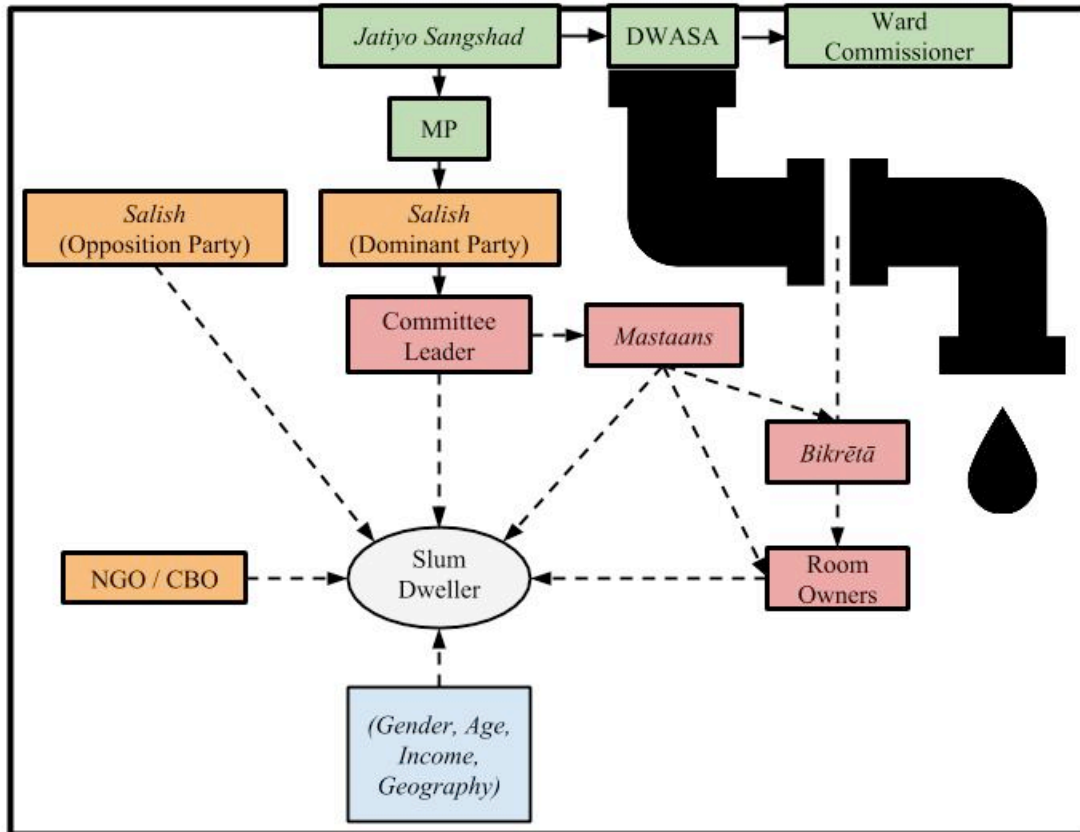 Jatiyo Sangshad
DWASA
Ward
Commissioner
MP
Salish
(Opposition Party)
Salish
(Dominant Party)
Committee
Leader
Mastaans
Bikrētā
NGO / CBO
Slum
Dweller
Room
Owners
(Gender, Age,
Income,
Geography)